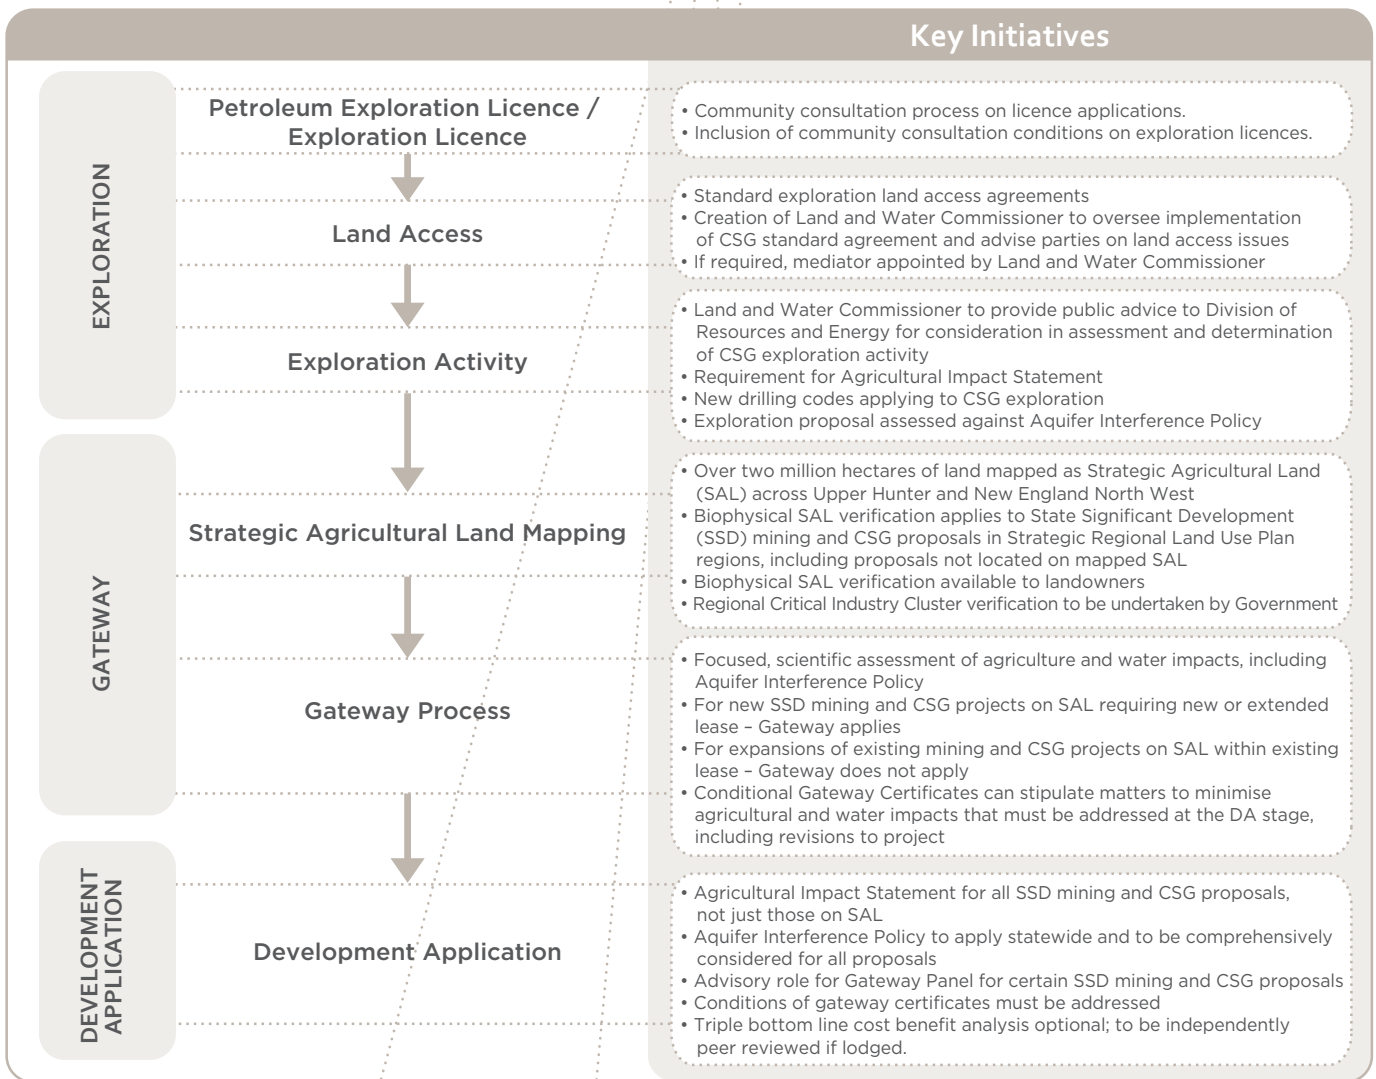 Key Initiatives
EXPLORATION
Petroleum Exploration Licence /
Exploration Licence
• Community consultation process on licence applications.
• Inclusion of community consultation conditions on exploration licences.
Land Access
• Standard exploration land access agreements
• Creation of Land and Water Commissioner to oversee implementation
of CSG standard agreement and advise parties on land access issues
• If required, mediator appointed by Land and Water Commissioner
Exploration Activity
• Land and Water Commissioner to provide public advice to Division of
Resources and Energy for consideration in assessment and determination
of CSG exploration activity
• Requirement for Agricultural Impact Statement
• New drilling codes applying to CSG exploration
• Exploration proposal assessed against Aquifer Interference Policy
GATEWAY
Strategic Agricultural Land Mapping
• Over two million hectares of land mapped as Strategic Agricultural Land
(SAL) across Upper Hunter and New England North West
• Biophysical SAL verification applies to State Significant Development
(SSD) mining and CSG proposals in Strategic Regional Land Use Plan
regions, including proposals not located on mapped SAL
• Biophysical SAL verification available to landowners
• Regional Critical Industry Cluster verification to be undertaken by Government
Gateway Process
• Focused, scientific assessment of agriculture and water impacts, including
Aquifer Interference Policy
• For new SSD mining and CSG projects on SAL requiring new or extended
lease – Gateway applies
• For expansions of existing mining and CSG projects on SAL within existing
lease – Gateway does not apply
• Conditional Gateway Certificates can stipulate matters to minimise
agricultural and water impacts that must be addressed at the DA stage,
including revisions to project
DEVELOPMENT
APPLICATION
Development Application
• Agricultural Impact Statement for all SSD mining and CSG proposals,
not just those on SAL
• Aquifer Interference Policy to apply statewide and to be comprehensively
considered for all proposals
• Advisory role for Gateway Panel for certain SSD mining and CSG proposals
• Conditions of gateway certificates must be addressed
• Triple bottom line cost benefit analysis optional; to be independently
peer reviewed if lodged.